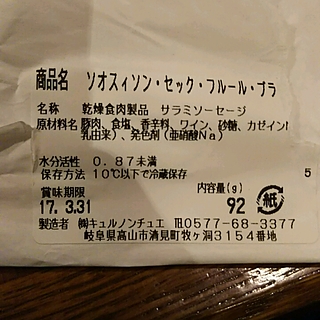 商品名 ソオスィソン・セック・フルール・ブラ
名称 乾燥食肉製品 サラミソーセージ
原材料名 豚肉、食塩、香辛料、ワイン、砂糖、カゼインN
乳由来)、発色剤(亜硝酸Na)
水分活性 0.87未満
保存方法 10℃以下で冷蔵保存
5
賞味期限 内容量(g)
17.3.31 92 紙
製造者 ㈱キュルノンチュエ ℡0577-68-3377
岐阜県高山市清見町牧ヶ洞3154番地